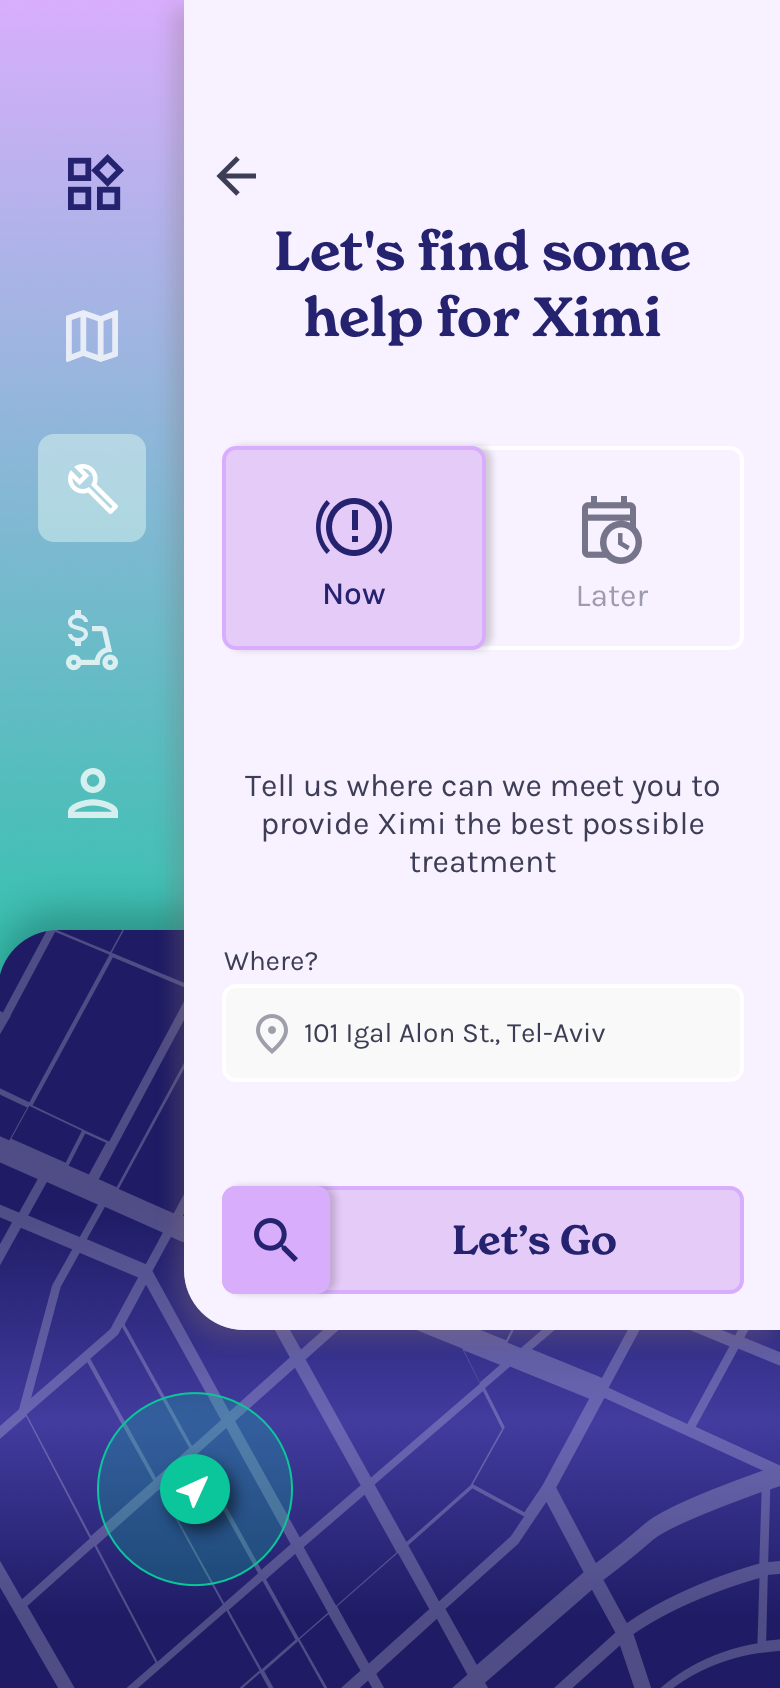 Let's find some
help for Ximi
Now
Later
Tell us where can we meet you to
provide Ximi the best possible
treatment
Where?
101 Igal Alon St., Tel-Aviv
Let’s Go